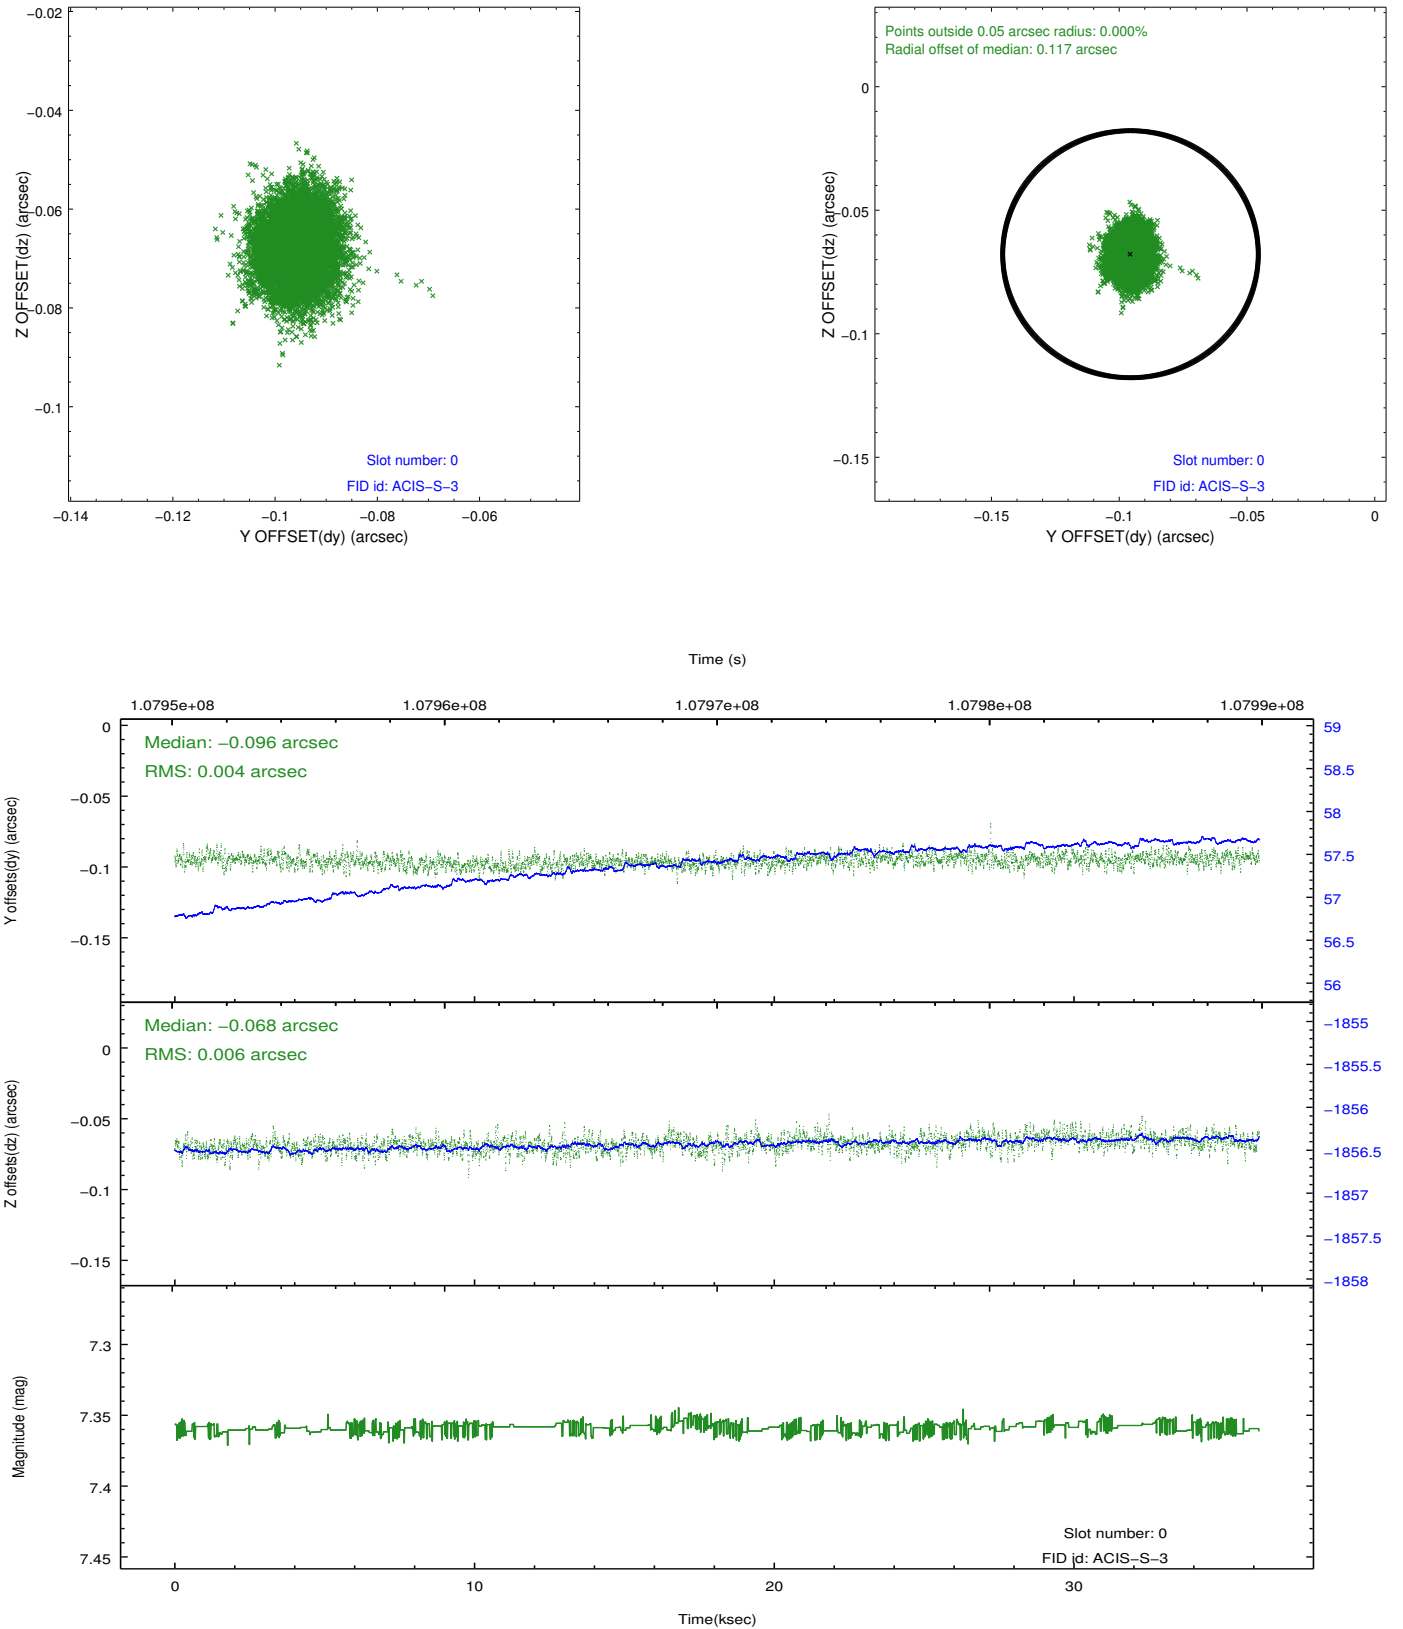 −0.02
−0.04
−0.06
−0.08
−0.1
Z OFFSET(dz) (arcsec)
Slot number: 0
FID id: ACIS−S−3
−0.14
−0.12
−0.1
−0.08
−0.06
Y OFFSET(dy) (arcsec)
Points outside 0.05 arcsec radius: 0.000%
Radial offset of median: 0.117 arcsec
0
−0.05
−0.1
−0.15
Z OFFSET(dz) (arcsec)
Slot number: 0
FID id: ACIS−S−3
−0.15
−0.1
−0.05
0
Y OFFSET(dy) (arcsec)
Time (s)
1.0795e+08
1.0796e+08
1.0797e+08
1.0798e+08
1.0799e+08
Median: −0.096 arcsec
RMS: 0.004 arcsec
0
−0.05
−0.1
−0.15
Y offsets(dy) (arcsec)
59
58.5
58
57.5
57
56.5
56
Median: −0.068 arcsec
RMS: 0.006 arcsec
0
−0.05
−0.1
−0.15
Z offsets(dz) (arcsec)
−1855
−1855.5
−1856
−1856.5
−1857
−1857.5
−1858
7.3
7.35
7.4
7.45
Magnitude (mag)
Slot number: 0
FID id: ACIS−S−3
0
10
20
30
Time(ksec)